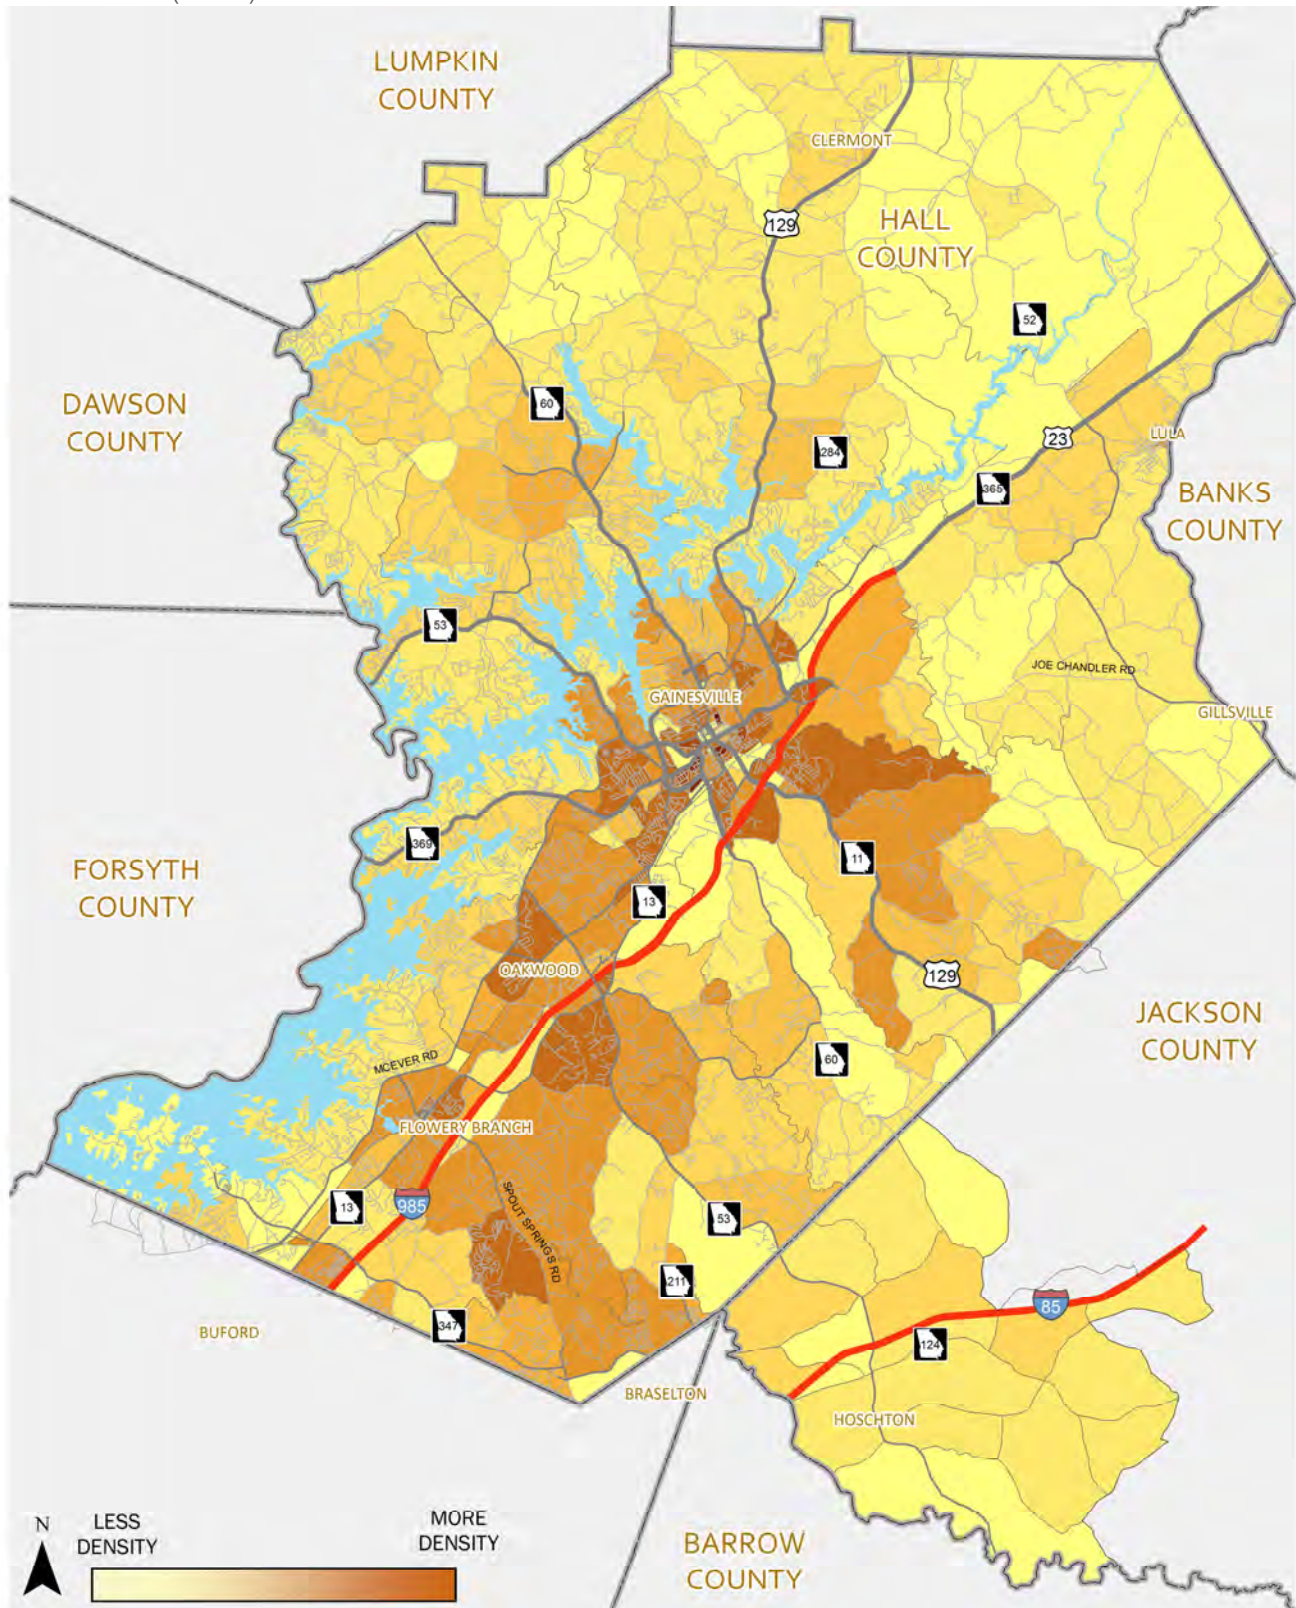 LUMPKIN
COUNTY
CLERMONT
129
HALL
COUNTY
52
DAWSON
COUNTY
60
284
23
LULA
365
BANKS
COUNTY
53
JOE CHANDLER RD
GAINESVILLE
GILLSVILLE
369
11
FORSYTH
COUNTY
13
OAKWOOD
129
JACKSON
COUNTY
60
MCEVER RD
FLOWERY BRANCH
13
985
SPOUT SPRINGS RD
53
211
85
BUFORD
347
124
BRASELTON
HOSCHTON
N
LESS
DENSITY
MORE
DENSITY
BARROW
COUNTY